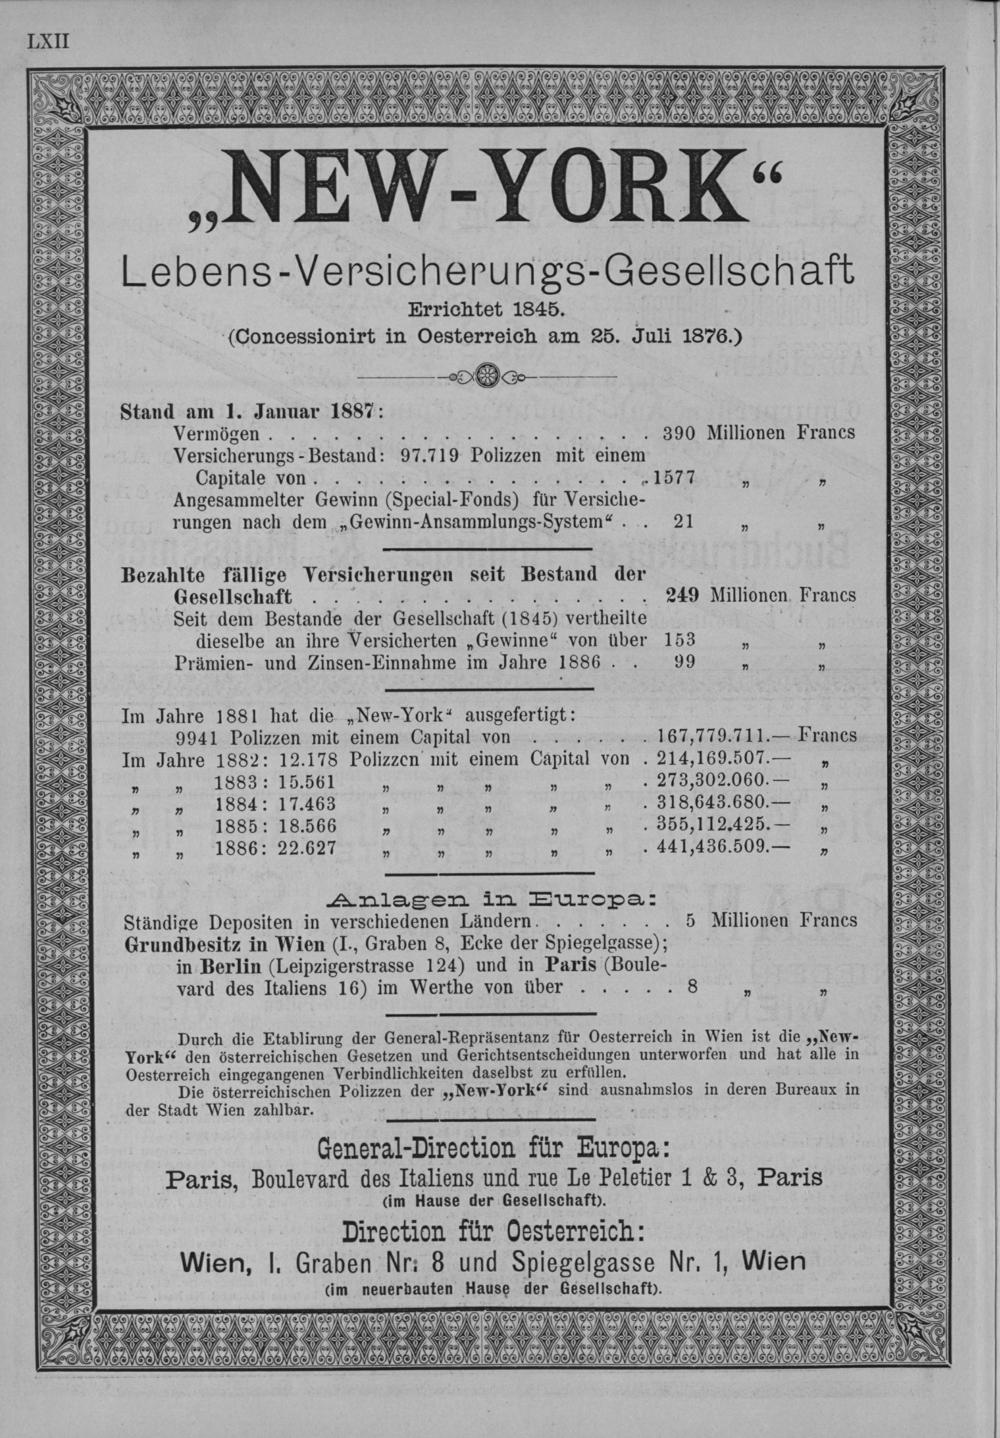 LXII
„NEW-YORK“
Lebens-Versicherungs-Gesellschaft
Errichtet 1845.
(Concessionirt in Oesterreich am 25. Juli 1876.)
Stand am 1. Januar 1887:
Vermögen . . . . . . . . . . . . . . . . . . 390 Millionen Francs
Versicherungs-Bestand: 97.719 Polizzen mit einem
Capitale von . . . . . . . . . . . . . . . . 1577 „ „
Angesammelter Gewinn (Special-Fonds) für Versiche-
rungen nach dem „Gewinn-Ansammlungs-System“ . . 21 „ „
Bezahlte fällige Versicherungen seit Bestand der
Gesellschaft . . . . . . . . . . . . . . . . 249 Millionen Francs
Seit dem Bestande der Gesellschaft (1845) vertheilte
dieselbe an ihre Versicherten „Gewinne“ von über 153 „ „
Prämien- und Zinsen-Einnahme im Jahre 1886 . . 99 „ „
Im Jahre 1881 hat die „New-York“ ausgefertigt:
9941 Polizzen mit einem Capital von . . . . . . 167,779.711.— Francs
Im Jahre 1882: 12.178 Polizzen mit einem Capital von . 214,169.507.— „
„ „ 1883: 15.561 „ „ „ „ „ . 273,302.060.— „
„ „ 1884: 17.463 „ „ „ „ „ . 318,643.680.— „
„ „ 1885: 18.566 „ „ „ „ „ . 355,112.425.— „
„ „ 1886: 22.627 „ „ „ „ „ . 441,436.509.— „
Anlagen in Europa:
Ständige Depositen in verschiedenen Ländern . . . . . . . 5 Millionen Francs
Grundbesitz in Wien (I., Graben 8, Ecke der Spiegelgasse);
in Berlin (Leipzigerstrasse 124) und in Paris (Boule-
vard des Italiens 16) im Werthe von über . . . . . 8 „ „
Durch die Etablirung der General-Repräsentanz für Oesterreich in Wien ist die „New-
York“ den österreichischen Gesetzen und Gerichtsentscheidungen unterworfen und hat alle in
Oesterreich eingegangenen Verbindlichkeiten daselbst zu erfüllen.
Die österreichischen Polizzen der „New-York“ sind ausnahmslos in deren Bureaux in
der Stadt Wien zahlbar.
General-Direction für Europa:
Paris, Boulevard des Italiens und rue Le Peletier 1 & 3, Paris
(im Hause der Gesellschaft).
Direction für Oesterreich:
Wien, I. Graben Nr. 8 und Spiegelgasse Nr. 1, Wien
(im neuerbauten Hause der Gesellschaft).